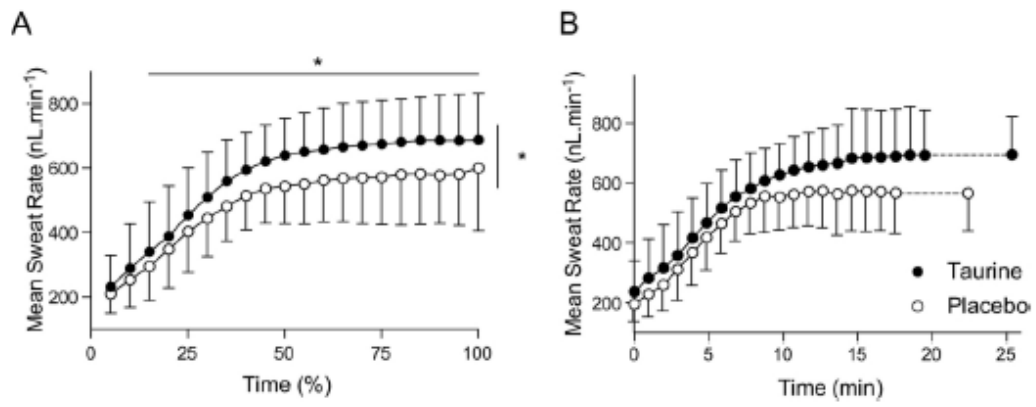 A
Mean Sweat Rate (nL.min⁻¹)
800
600
400
200
*
*
0
25
50
75
100
Time (%)
B
Mean Sweat Rate (nL.min⁻¹)
800
600
400
200
Taurine
Placebo
0
5
10
15
20
25
Time (min)